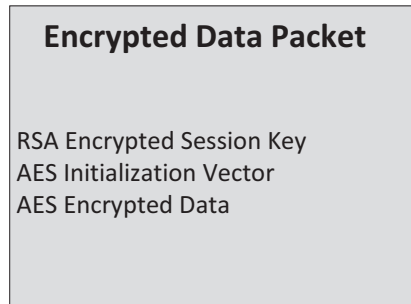 Encrypted Data Packet
RSA Encrypted Session Key
AES Initialization Vector
AES Encrypted Data